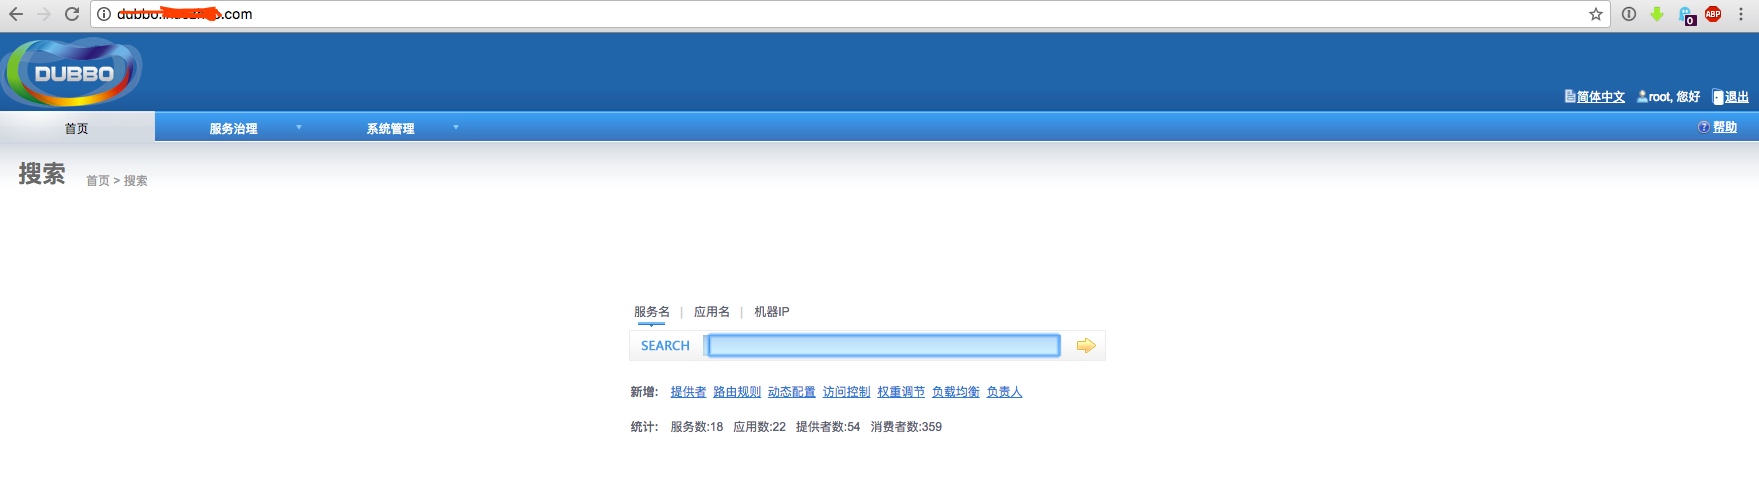 dubbo.
.com
0
ABP
DUBBO
简体中文 root, 您好 退出
首页 服务治理 系统管理 帮助
搜索 首页 > 搜索
服务名 | 应用名 | 机器IP
SEARCH
新增: 提供者 路由规则 动态配置 访问控制 权重调节 负载均衡 负责人
统计: 服务数:18 应用数:22 提供者数:54 消费者数:359